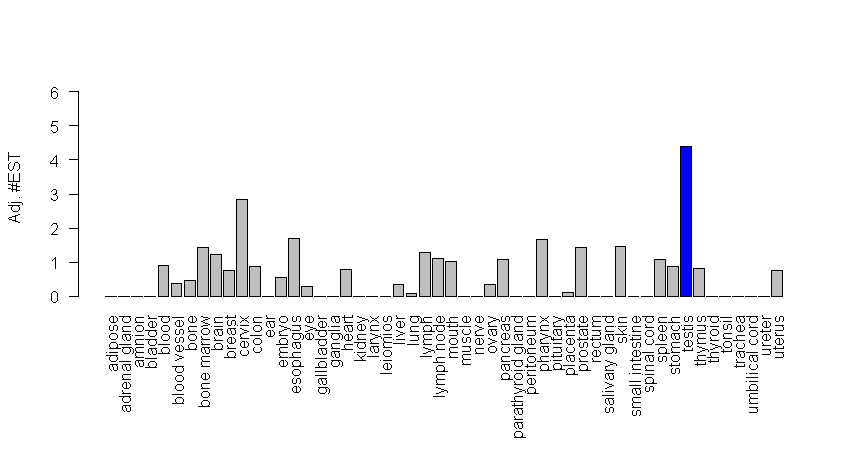 6
5
4
3
2
1
0
Adj. #EST
adipose
adrenal gland
amnion
bladder
blood
blood vessel
bone
bone marrow
brain
breast
cervix
colon
ear
embryo
esophagus
eye
gallbladder
ganglia
heart
kidney
larynx
leiomios
liver
lung
lymph
lymph node
mouth
muscle
nerve
ovary
pancreas
parathyroid gland
peritoneum
pharynx
pituitary
placenta
prostate
rectum
salivary gland
skin
small intestine
spinal cord
spleen
stomach
testis
thymus
thyroid
tonsil
trachea
umbilical cord
ureter
uterus